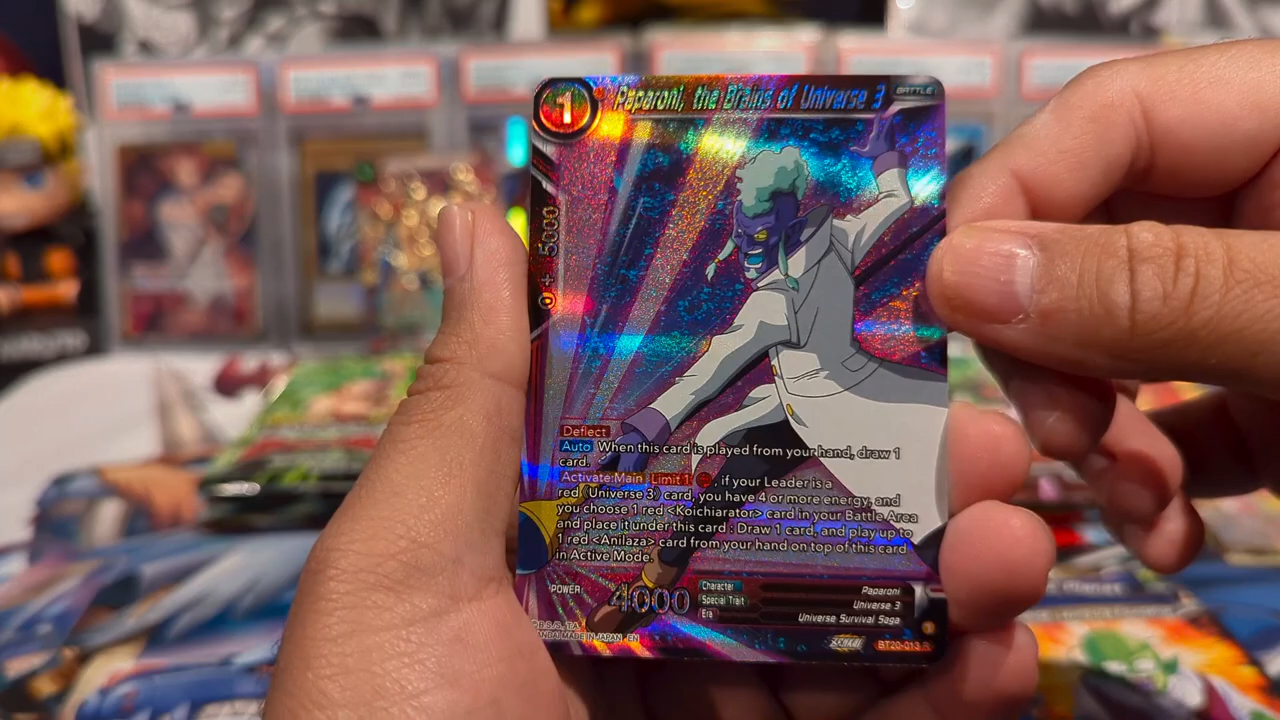 1
Paparoni, the Brains of Universe 3
BATTLE
+ 5000
Deflect
Auto When this card is played from your hand, draw 1
card.
Activate:Main Limit 1 , if your Leader is a
red 《Universe 3》 card, you have 4 or more energy, and
you choose 1 red <Koichiarator> card in your Battle Area
and place it under this card : Draw 1 card, and play up to
1 red <Anilaza> card from your hand on top of this card
in Active Mode.
POWER
4000
Character Paparoni
Special Trait Universe 3
Era Universe Survival Saga
©B.S./S., T.A.
BANDAI MADE IN JAPAN EN
BT20-013 R